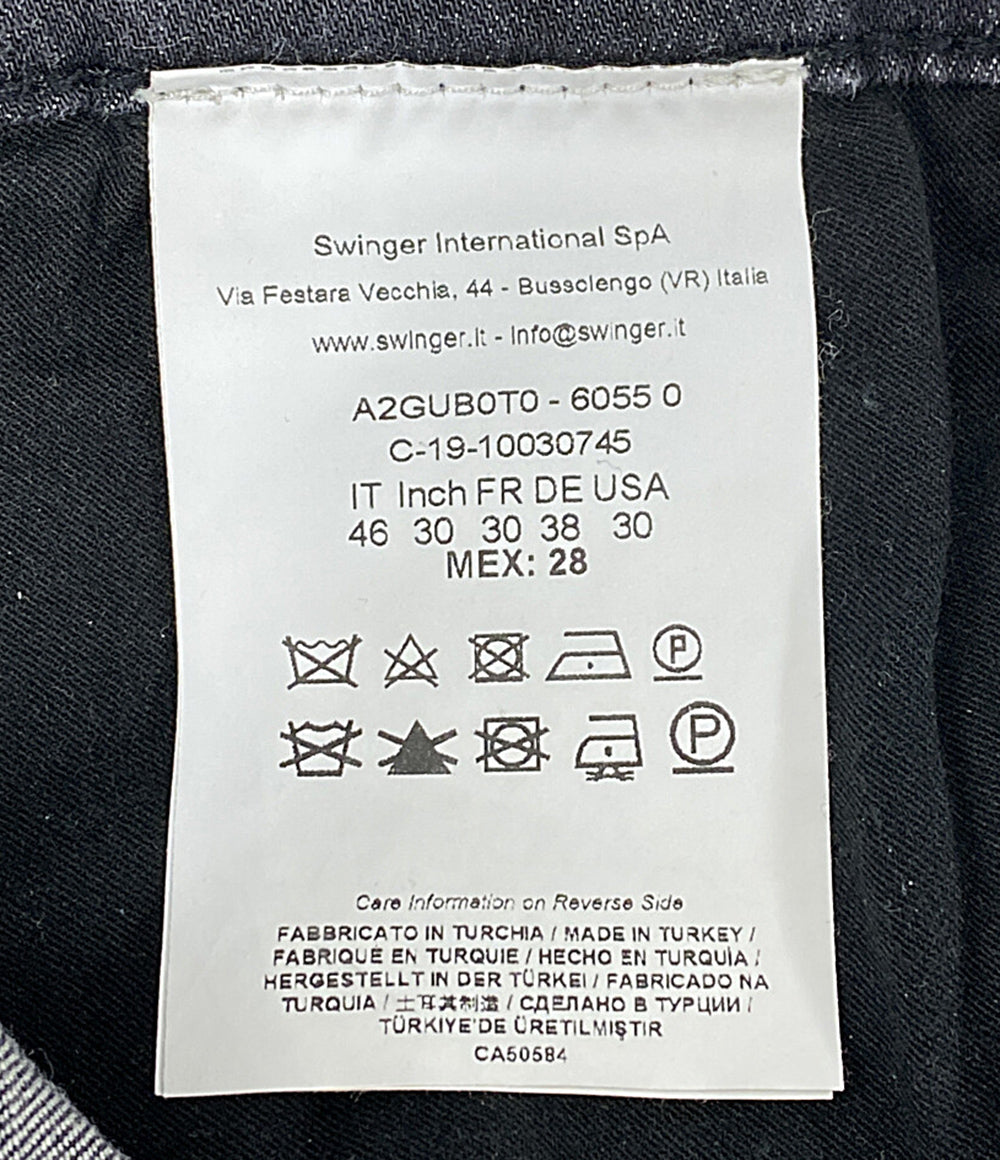 Swinger International SpA
Via Festara Vecchia, 44 - Bussolengo (VR) Italia
www.swinger.it - info@swinger.it
A2GUB0T0 - 6055 0
C-19-10030745
IT Inch FR DE USA
46 30 30 38 30
MEX: 28
P
P
Care Information on Reverse Side
FABBRICATO IN TURCHIA / MADE IN TURKEY /
FABRIQUÉ EN TURQUIE / HECHO EN TURQUÌA /
HERGESTELLT IN DER TÜRKEI / FABRICADO NA
TURQUIA / 土耳其制造 / СДЕЛАНО В ТУРЦИИ /
TÜRKIYE'DE ÜRETILMIŞTIR
CA50584